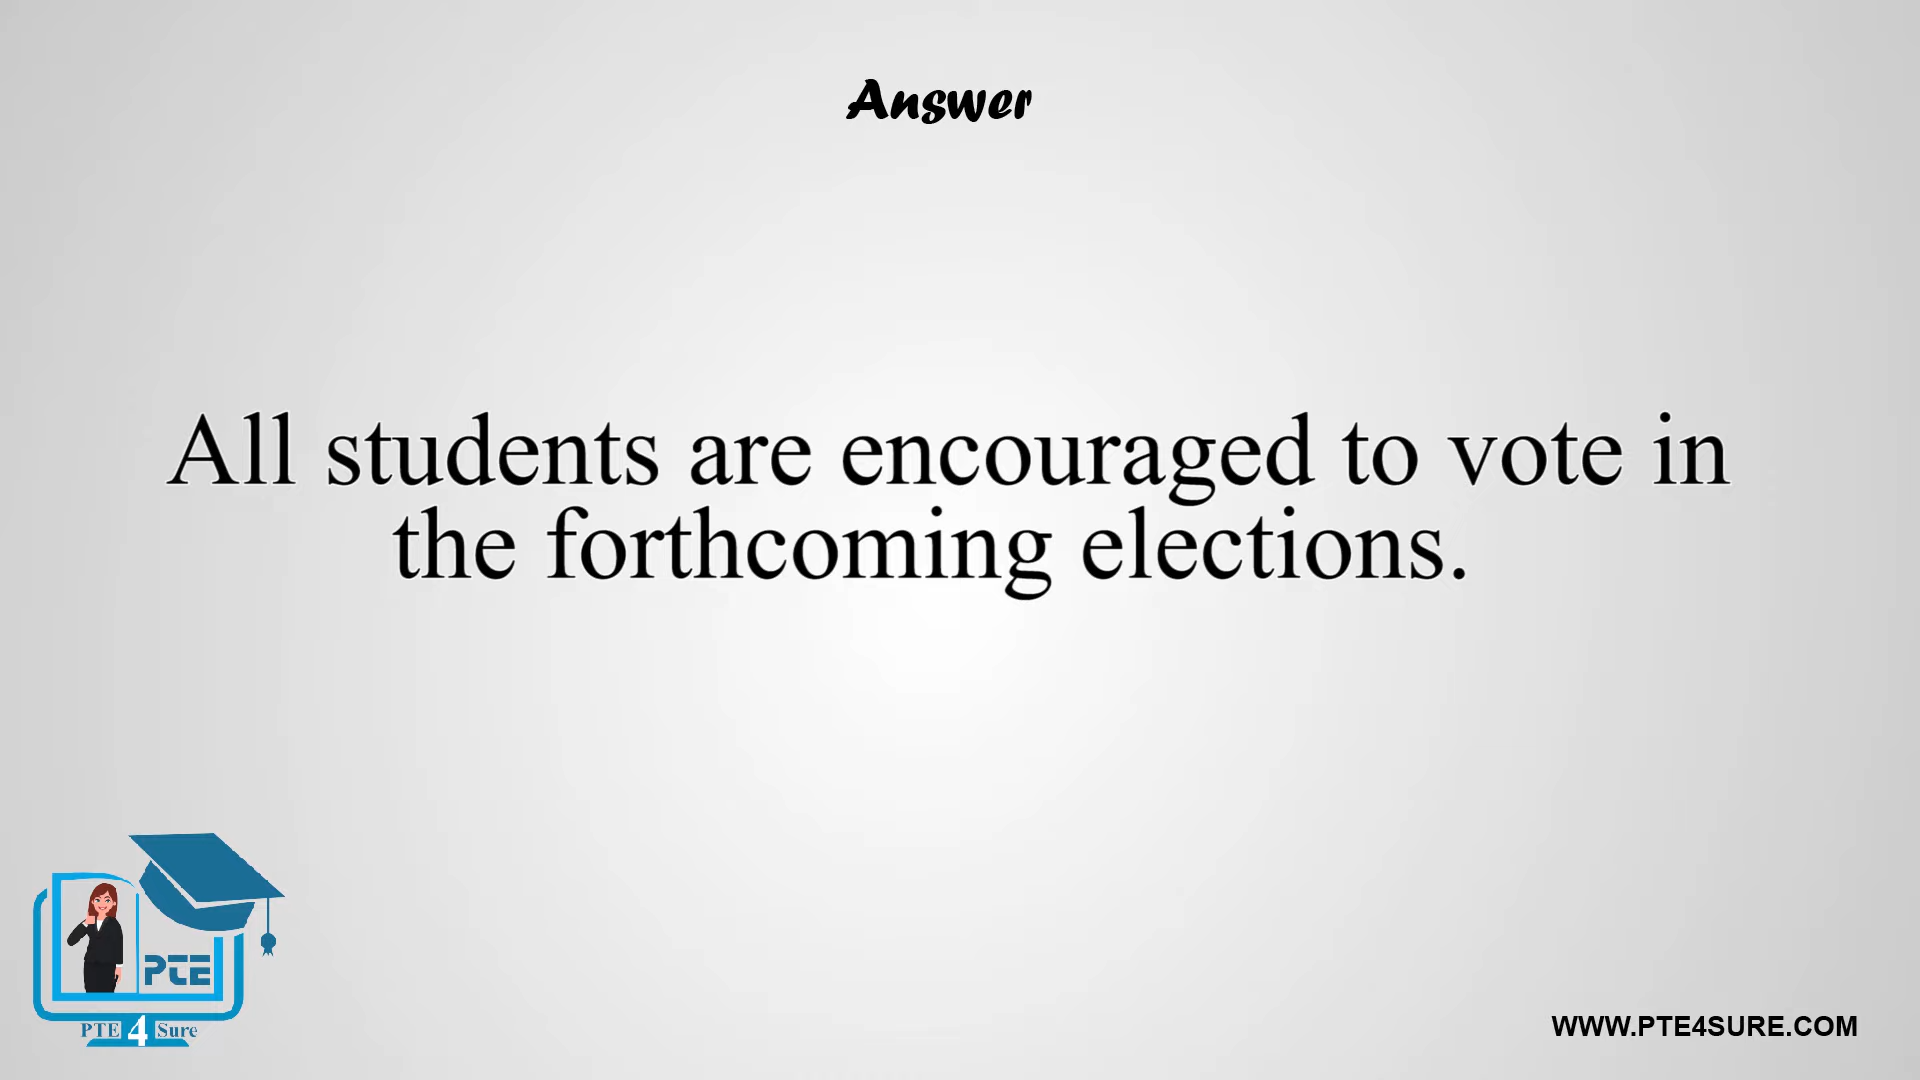 Answer
All students are encouraged to vote in
the forthcoming elections.
PTE
PTE 4 Sure
WWW.PTE4SURE.COM